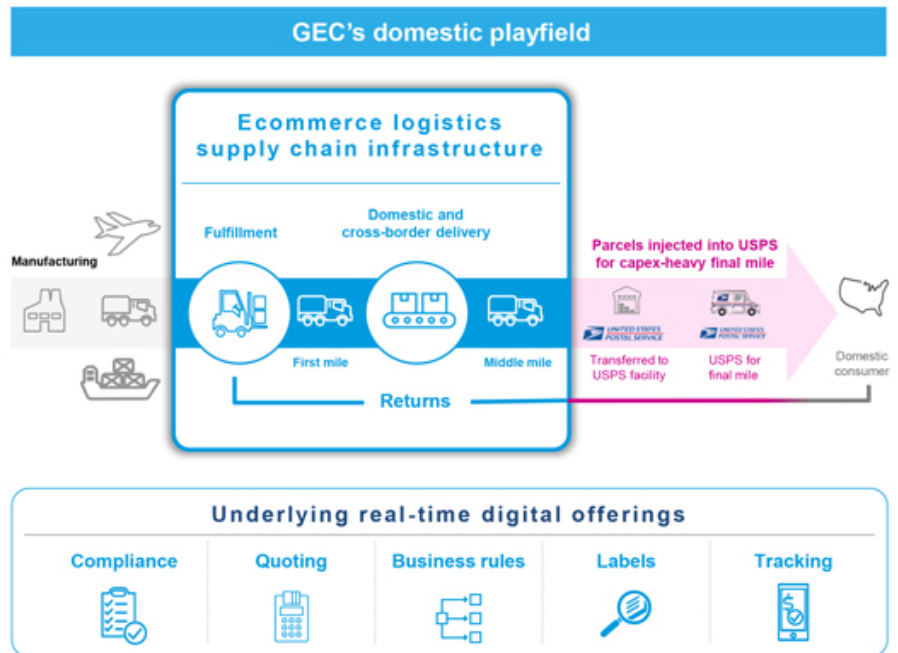 GEC's domestic playfield
Ecommerce logistics
supply chain infrastructure
Fulfillment
Domestic and
cross-border delivery
Manufacturing
Parcels injected into USPS
for capex-heavy final mile
UNITED STATES
POSTAL SERVICE
UNITED STATES
POSTAL SERVICE
First mile
Middle mile
Transferred to
USPS facility
USPS for
final mile
Domestic
consumer
Returns
Underlying real-time digital offerings
Compliance
Quoting
Business rules
Labels
Tracking
$